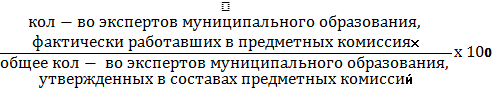 кол − во экспертов муниципального образования,
фактически работавших в предметных комиссиях
x 100
общее кол − во экспертов муниципального образования,
утвержденных в составах предметных комиссий